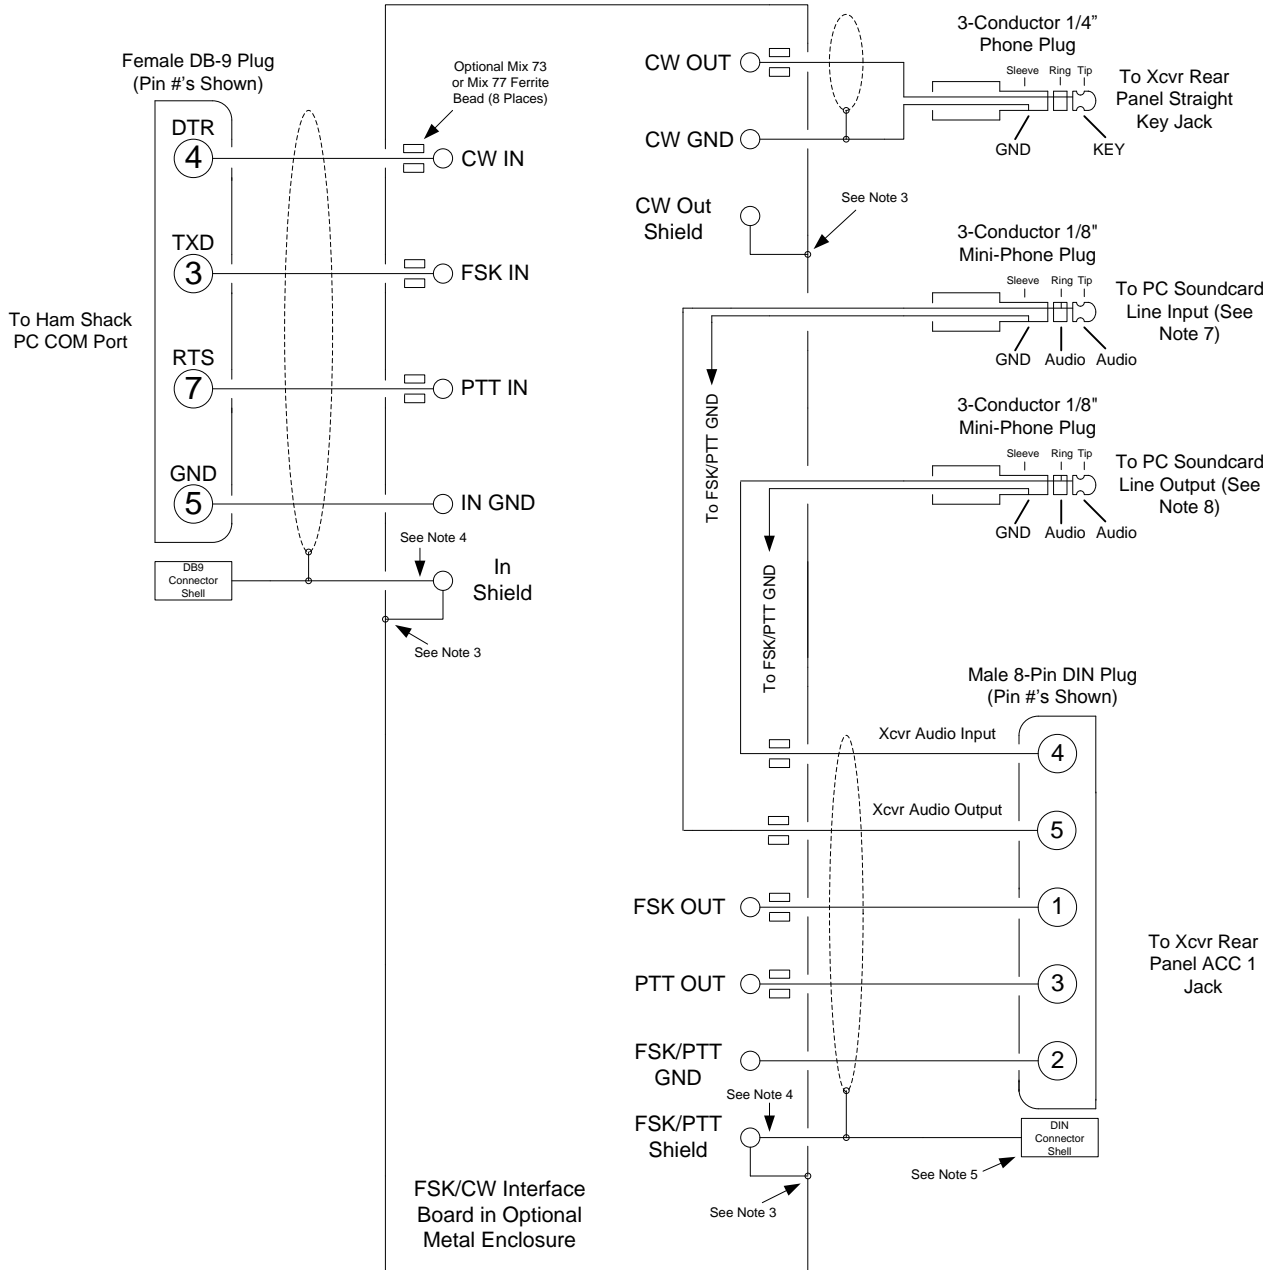 Female DB-9 Plug
(Pin #'s Shown)
DTR
4
TXD
3
RTS
7
GND
5
To Ham Shack
PC COM Port
DB9
Connector
Shell
Optional Mix 73
or Mix 77 Ferrite
Bead (8 Places)
CW IN
FSK IN
PTT IN
IN GND
See Note 4
In
Shield
See Note 3
FSK/CW Interface
Board in Optional
Metal Enclosure
CW OUT
CW GND
CW Out
Shield
See Note 3
3-Conductor 1/4”
Phone Plug
Sleeve Ring Tip
GND KEY
To Xcvr Rear
Panel Straight
Key Jack
3-Conductor 1/8"
Mini-Phone Plug
Sleeve Ring Tip
GND Audio Audio
To PC Soundcard
Line Input (See
Note 7)
To FSK/PTT GND
3-Conductor 1/8"
Mini-Phone Plug
Sleeve Ring Tip
GND Audio Audio
To PC Soundcard
Line Output (See
Note 8)
To FSK/PTT GND
Male 8-Pin DIN Plug
(Pin #’s Shown)
Xcvr Audio Input
4
Xcvr Audio Output
5
FSK OUT
1
PTT OUT
3
FSK/PTT
GND
2
To Xcvr Rear
Panel ACC 1
Jack
See Note 4
FSK/PTT
Shield
DIN
Connector
Shell
See Note 5
See Note 3